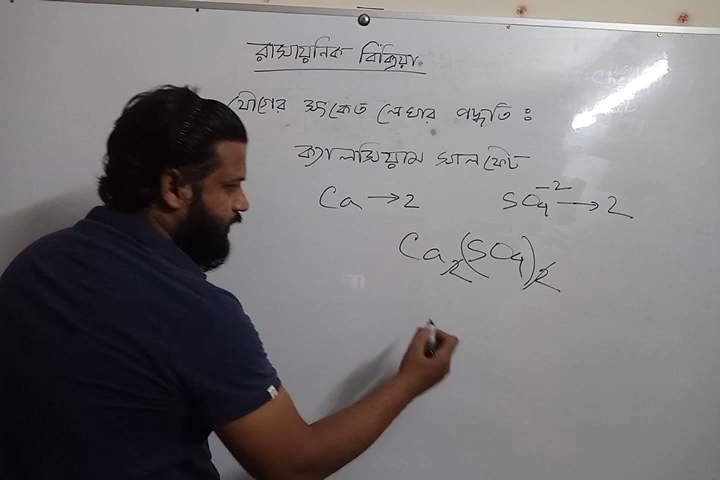 রাসায়নিক বিক্রিয়া
যৌগের সংকেত লেখার পদ্ধতি :
ক্যালসিয়াম সালফেট
Ca → 2 SO₄⁻² → 2
Ca₂(SO₄)₂